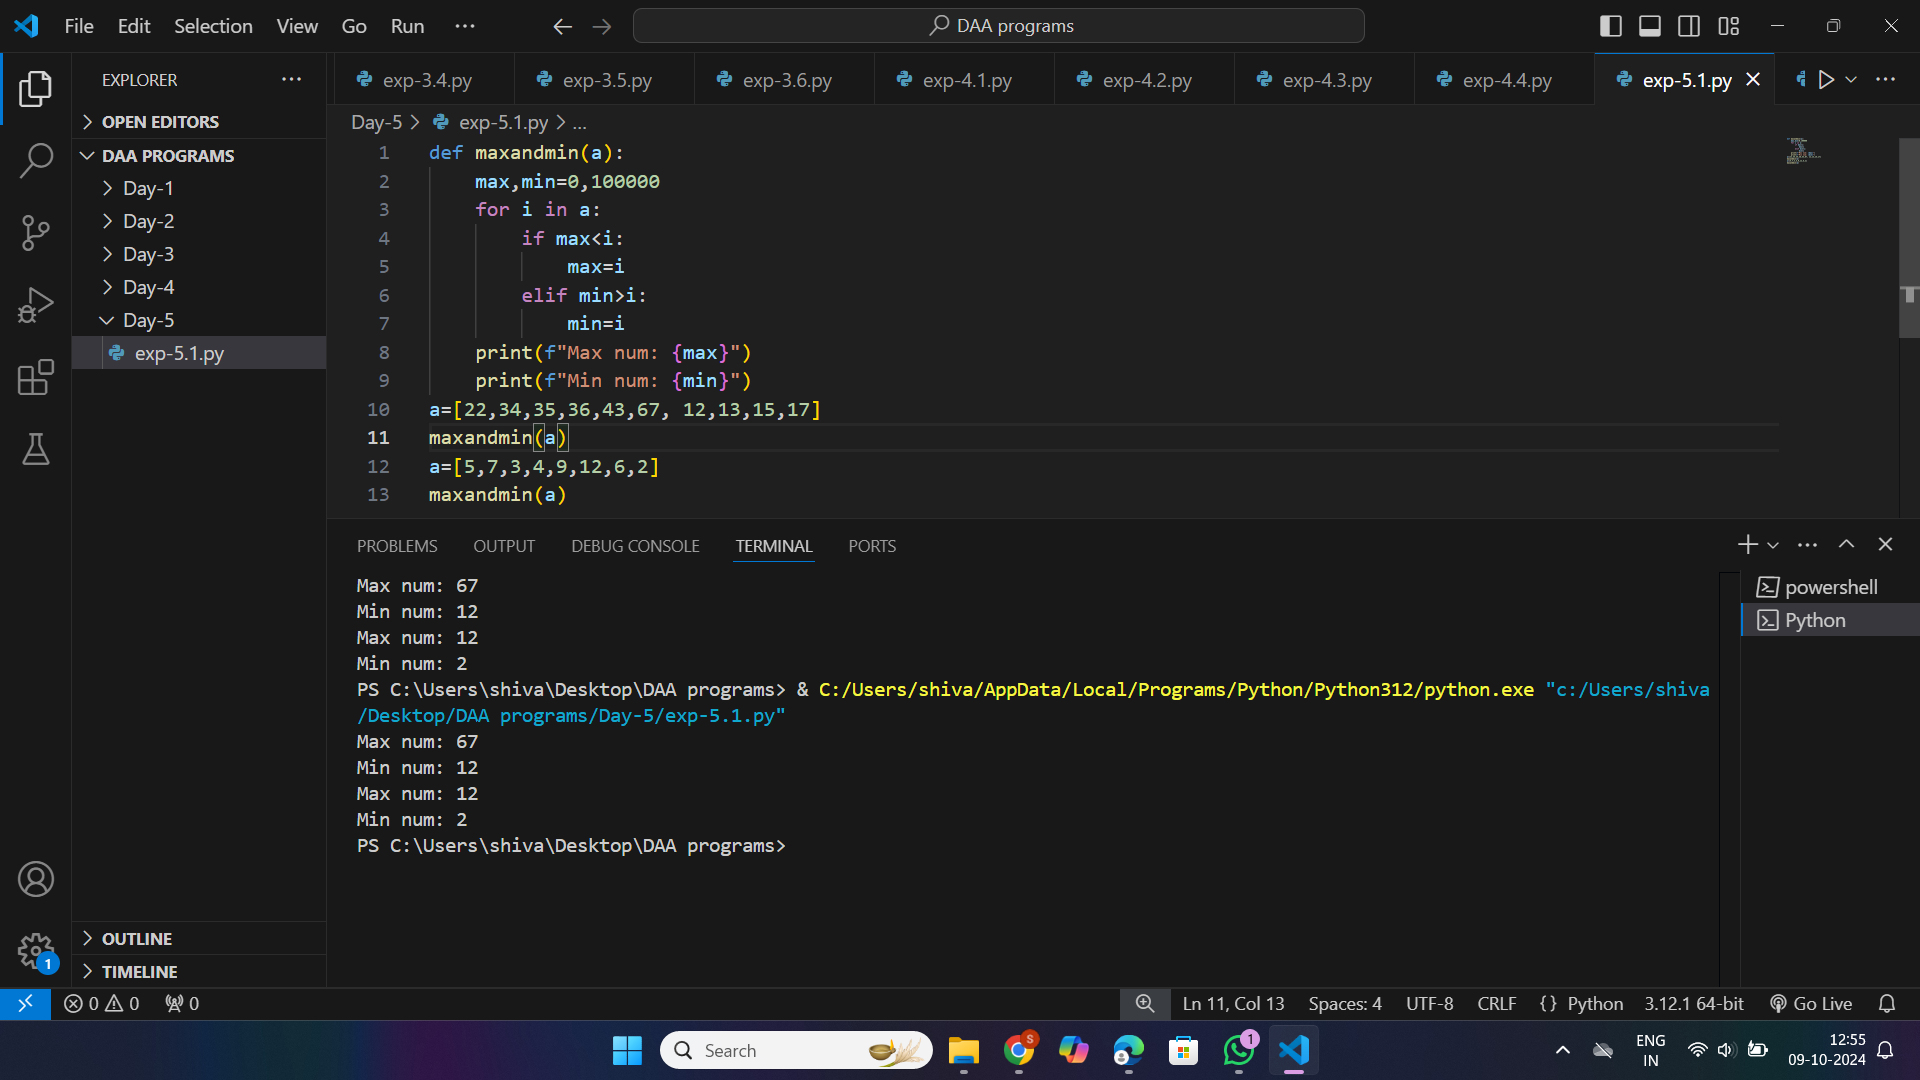 File Edit Selection View Go Run ...
DAA programs
EXPLORER
exp-3.4.py exp-3.5.py exp-3.6.py exp-4.1.py exp-4.2.py exp-4.3.py exp-4.4.py exp-5.1.py
OPEN EDITORS
DAA PROGRAMS
Day-1
Day-2
Day-3
Day-4
Day-5
exp-5.1.py
OUTLINE
TIMELINE
Day-5 > exp-5.1.py > ...
1 def maxandmin(a):
2     max,min=0,100000
3     for i in a:
4         if max<i:
5             max=i
6         elif min>i:
7             min=i
8     print(f"Max num: {max}")
9     print(f"Min num: {min}")
10 a=[22,34,35,36,43,67, 12,13,15,17]
11 maxandmin(a)
12 a=[5,7,3,4,9,12,6,2]
13 maxandmin(a)
PROBLEMS OUTPUT DEBUG CONSOLE TERMINAL PORTS
Max num: 67
Min num: 12
Max num: 12
Min num: 2
PS C:\Users\shiva\Desktop\DAA programs> & C:/Users/shiva/AppData/Local/Programs/Python/Python312/python.exe "c:/Users/shiva
/Desktop/DAA programs/Day-5/exp-5.1.py"
Max num: 67
Min num: 12
Max num: 12
Min num: 2
PS C:\Users\shiva\Desktop\DAA programs>
powershell
Python
1
0 0 0
Ln 11, Col 13 Spaces: 4 UTF-8 CRLF {} Python 3.12.1 64-bit Go Live
Search
S
1
ENG
IN
12:55
09-10-2024